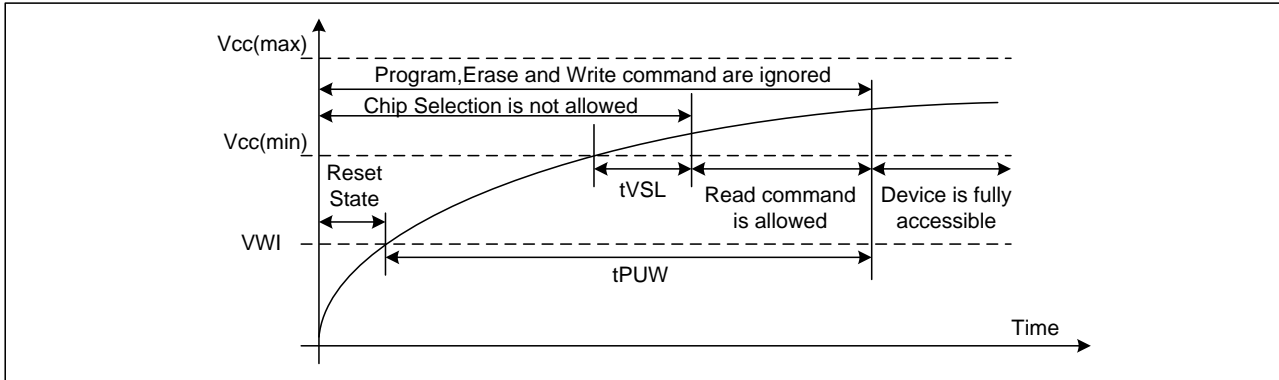 Vcc(max)
Program,Erase and Write command are ignored
Chip Selection is not allowed
Vcc(min)
Reset
State
tVSL
Read command
is allowed
Device is fully
accessible
VWI
tPUW
Time